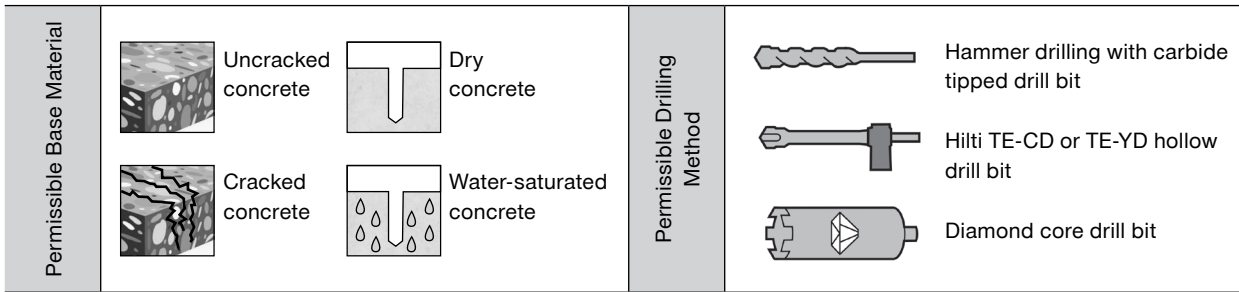 Permissible Base Material
Uncracked
concrete
Dry
concrete
Cracked
concrete
Water-saturated
concrete
Permissible Drilling
Method
Hammer drilling with carbide
tipped drill bit
Hilti TE-CD or TE-YD hollow
drill bit
Diamond core drill bit